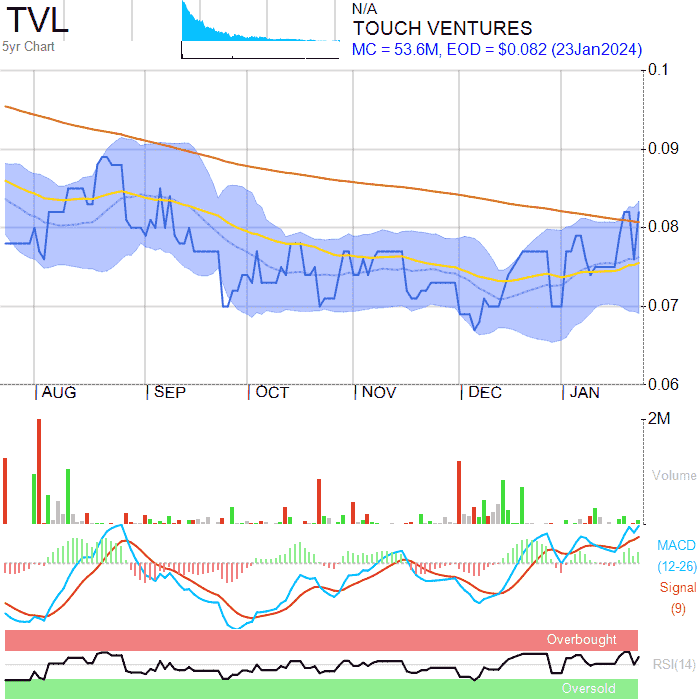 TVL
5yr Chart
N/A
TOUCH VENTURES
MC = 53.6M, EOD = $0.082 (23Jan2024)
0.1
0.09
0.08
0.07
0.06
AUG SEP OCT NOV DEC JAN
2M
Volume
MACD
(12-26)
Signal
(9)
Overbought
RSI(14)
Oversold